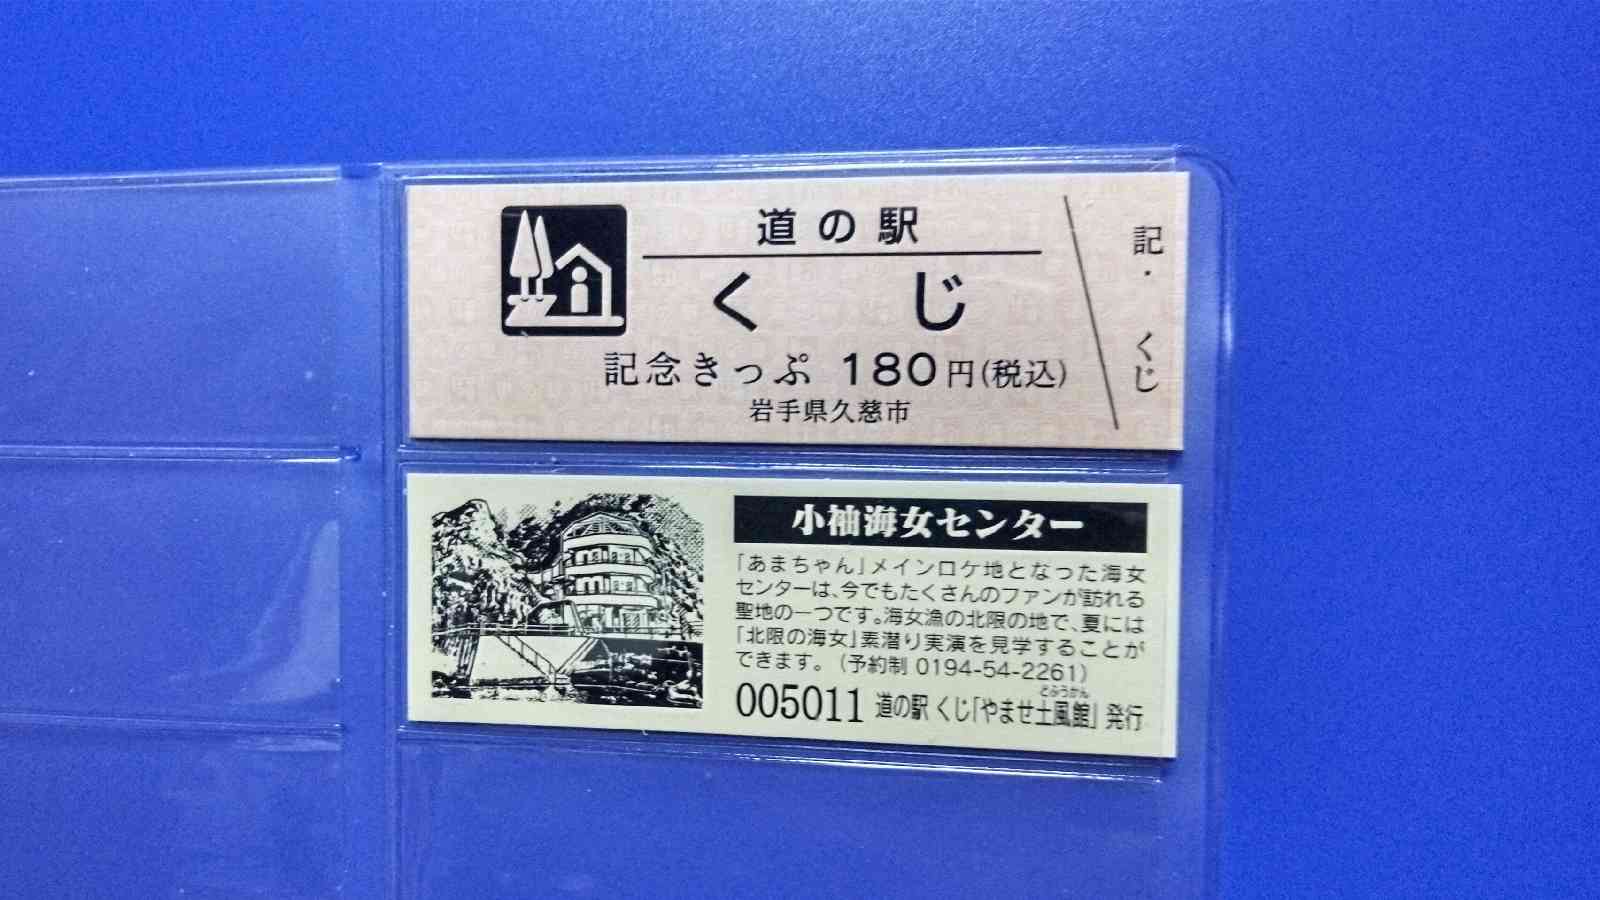 道の駅
くじ
記念きっぷ 180円(税込)
岩手県久慈市
記・くじ
小袖海女センター
「あまちゃん」メインロケ地となった海女
センターは、今でもたくさんのファンが訪れる
聖地の一つです。海女漁の北限の地で、夏には
「北限の海女」素潜り実演を見学することが
できます。(予約制 0194-54-2261)
とふうかん
005011 道の駅 くじ「やませ土風館」発行